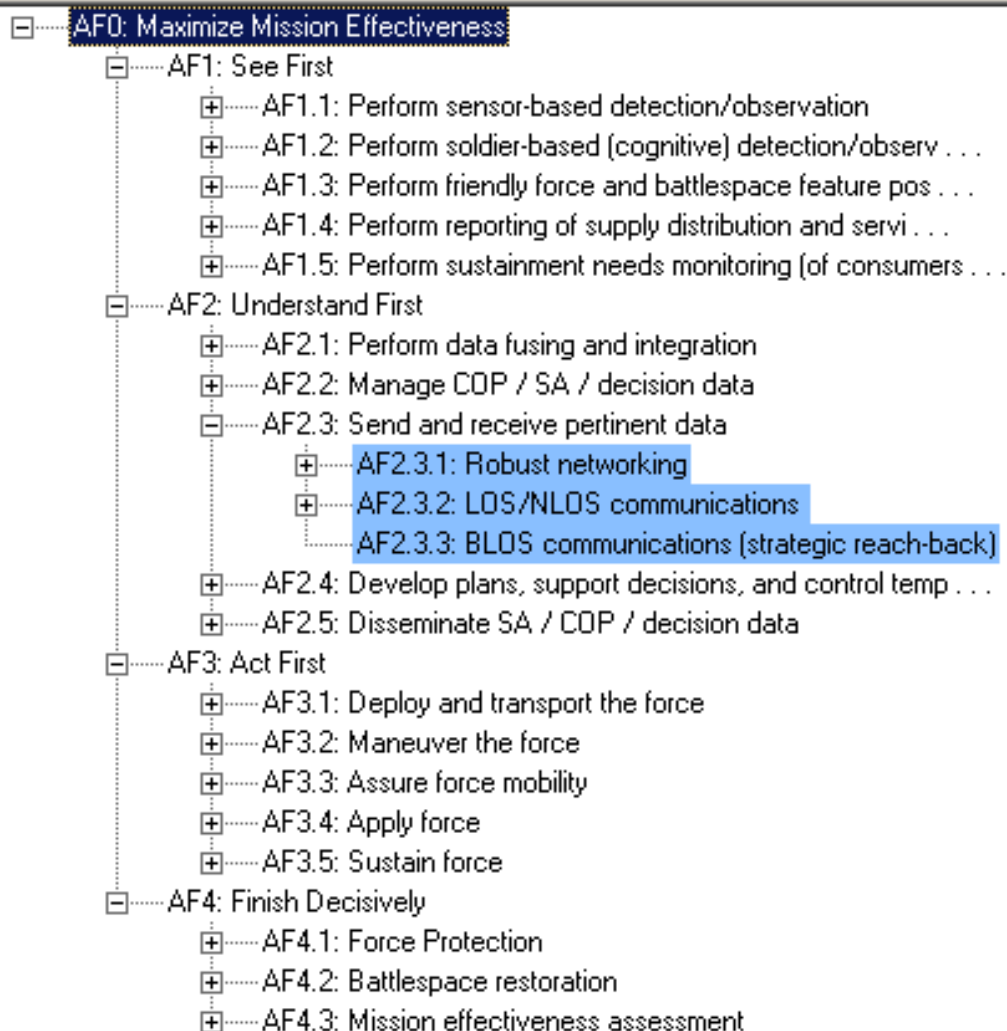 AF0: Maximize Mission Effectiveness
AF1: See First
AF1.1: Perform sensor-based detection/observation
AF1.2: Perform soldier-based (cognitive) detection/observ . . .
AF1.3: Perform friendly force and battlespace feature pos . . .
AF1.4: Perform reporting of supply distribution and servi . . .
AF1.5: Perform sustainment needs monitoring (of consumers . . .
AF2: Understand First
AF2.1: Perform data fusing and integration
AF2.2: Manage COP / SA / decision data
AF2.3: Send and receive pertinent data
AF2.3.1: Robust networking
AF2.3.2: LOS/NLOS communications
AF2.3.3: BLOS communications (strategic reach-back)
AF2.4: Develop plans, support decisions, and control temp . . .
AF2.5: Disseminate SA / COP / decision data
AF3: Act First
AF3.1: Deploy and transport the force
AF3.2: Maneuver the force
AF3.3: Assure force mobility
AF3.4: Apply force
AF3.5: Sustain force
AF4: Finish Decisively
AF4.1: Force Protection
AF4.2: Battlespace restoration
AF4.3: Mission effectiveness assessment